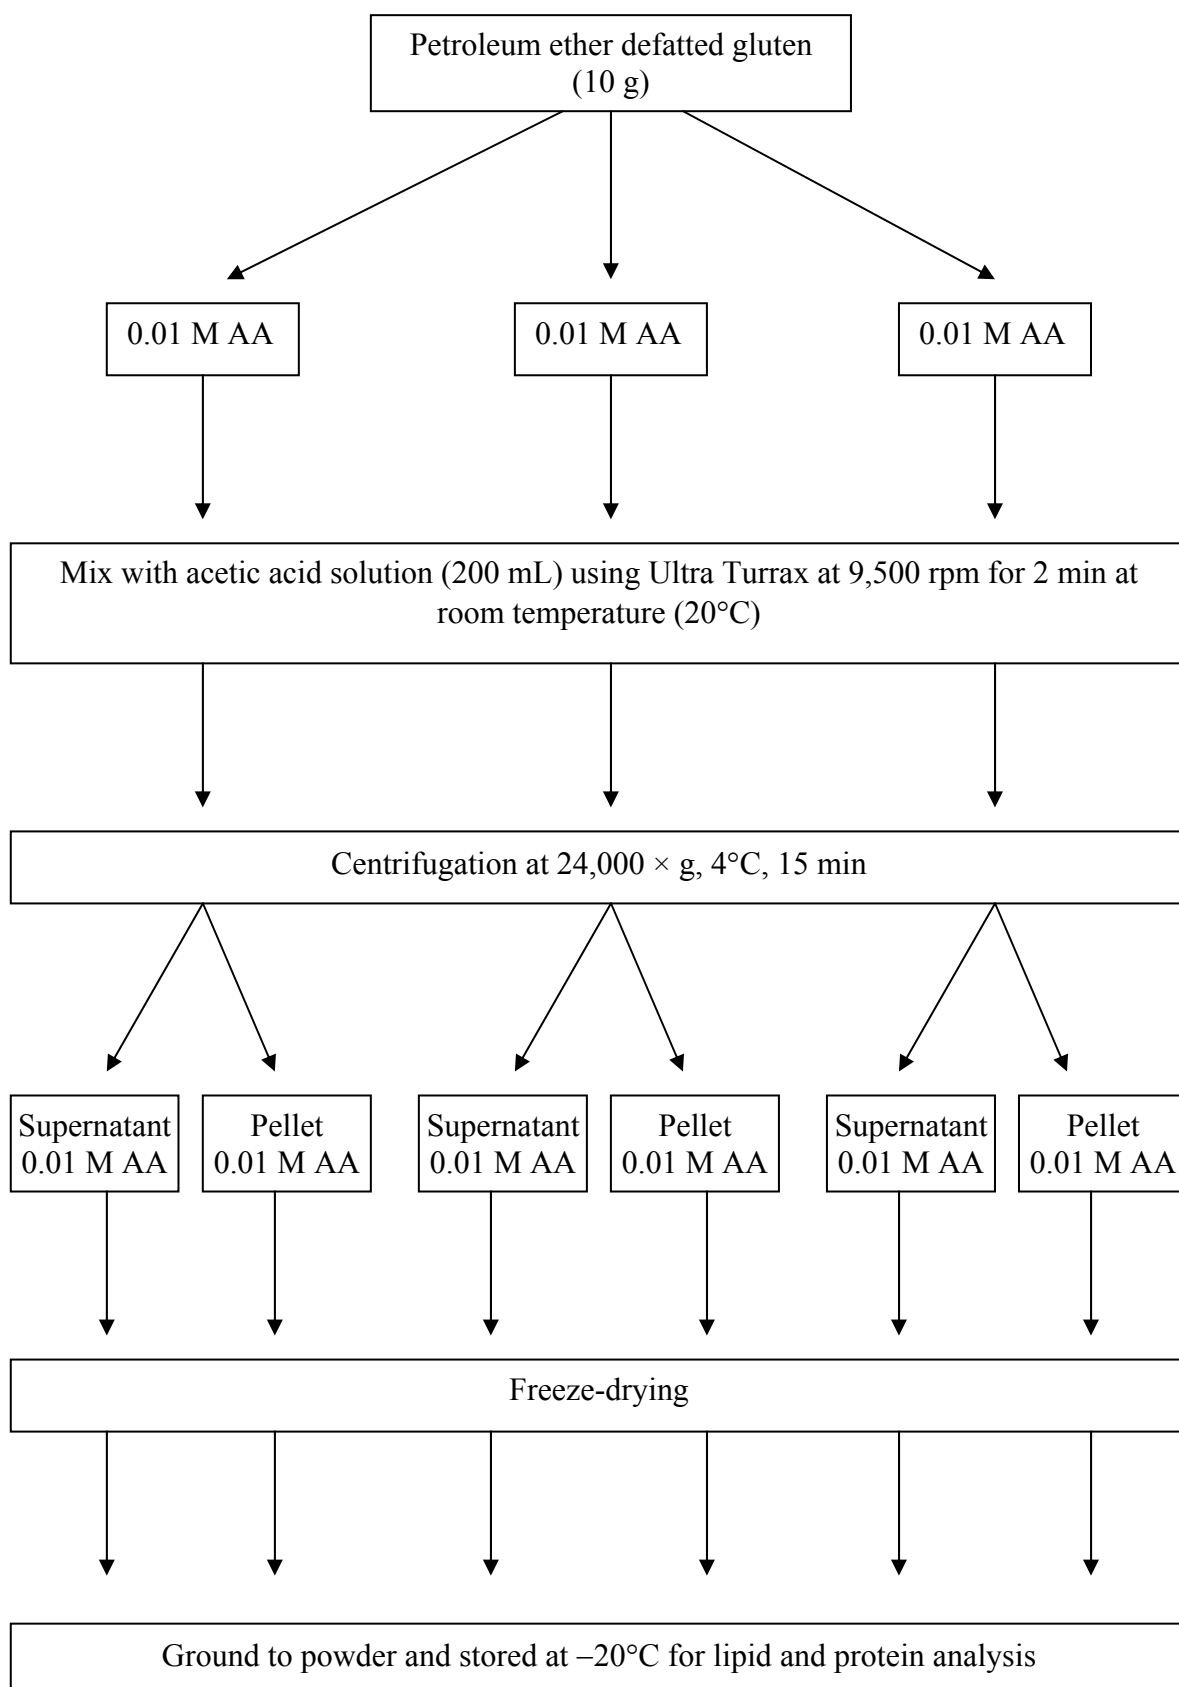 Petroleum ether defatted gluten
(10 g)
0.01 M AA
0.01 M AA
0.01 M AA
Mix with acetic acid solution (200 mL) using Ultra Turrax at 9,500 rpm for 2 min at
room temperature (20°C)
Centrifugation at 24,000 × g, 4°C, 15 min
Supernatant
0.01 M AA
Pellet
0.01 M AA
Supernatant
0.01 M AA
Pellet
0.01 M AA
Supernatant
0.01 M AA
Pellet
0.01 M AA
Freeze-drying
Ground to powder and stored at –20°C for lipid and protein analysis